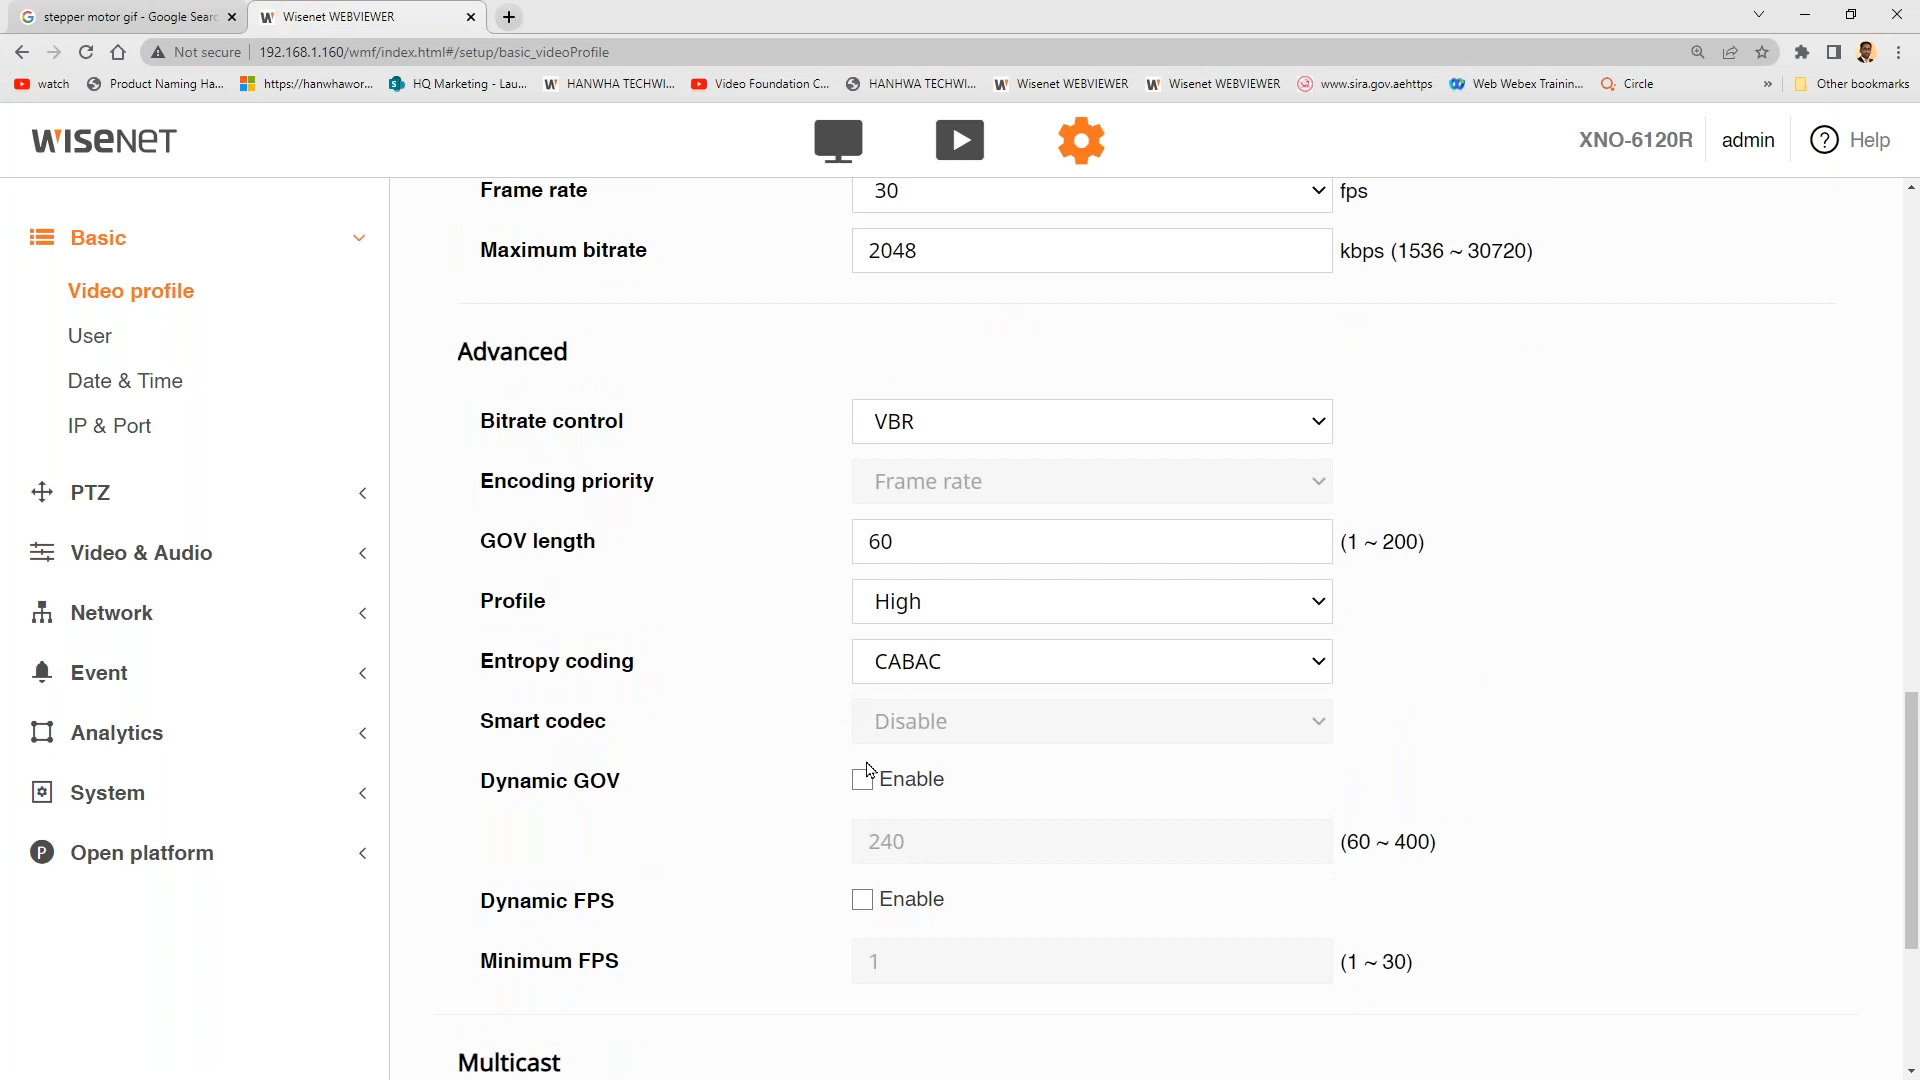 stepper motor gif - Google Searc
Wisenet WEBVIEWER
Not secure 192.168.1.160/wmf/index.html#/setup/basic_videoProfile
watch Product Naming Ha... https://hanwhawor... HQ Marketing - Lau... HANWHA TECHWI... Video Foundation C... HANHWA TECHWI... Wisenet WEBVIEWER Wisenet WEBVIEWER www.sira.gov.aehttps Web Webex Trainin... Circle » Other bookmarks
WISENET XNO-6120R admin ? Help
Basic
Video profile
User
Date & Time
IP & Port
PTZ
Video & Audio
Network
Event
Analytics
System
P Open platform
Frame rate 30 fps
Maximum bitrate 2048 kbps (1536 ~ 30720)
Advanced
Bitrate control VBR
Encoding priority Frame rate
GOV length 60 (1 ~ 200)
Profile High
Entropy coding CABAC
Smart codec Disable
Dynamic GOV Enable
240 (60 ~ 400)
Dynamic FPS Enable
Minimum FPS 1 (1 ~ 30)
Multicast